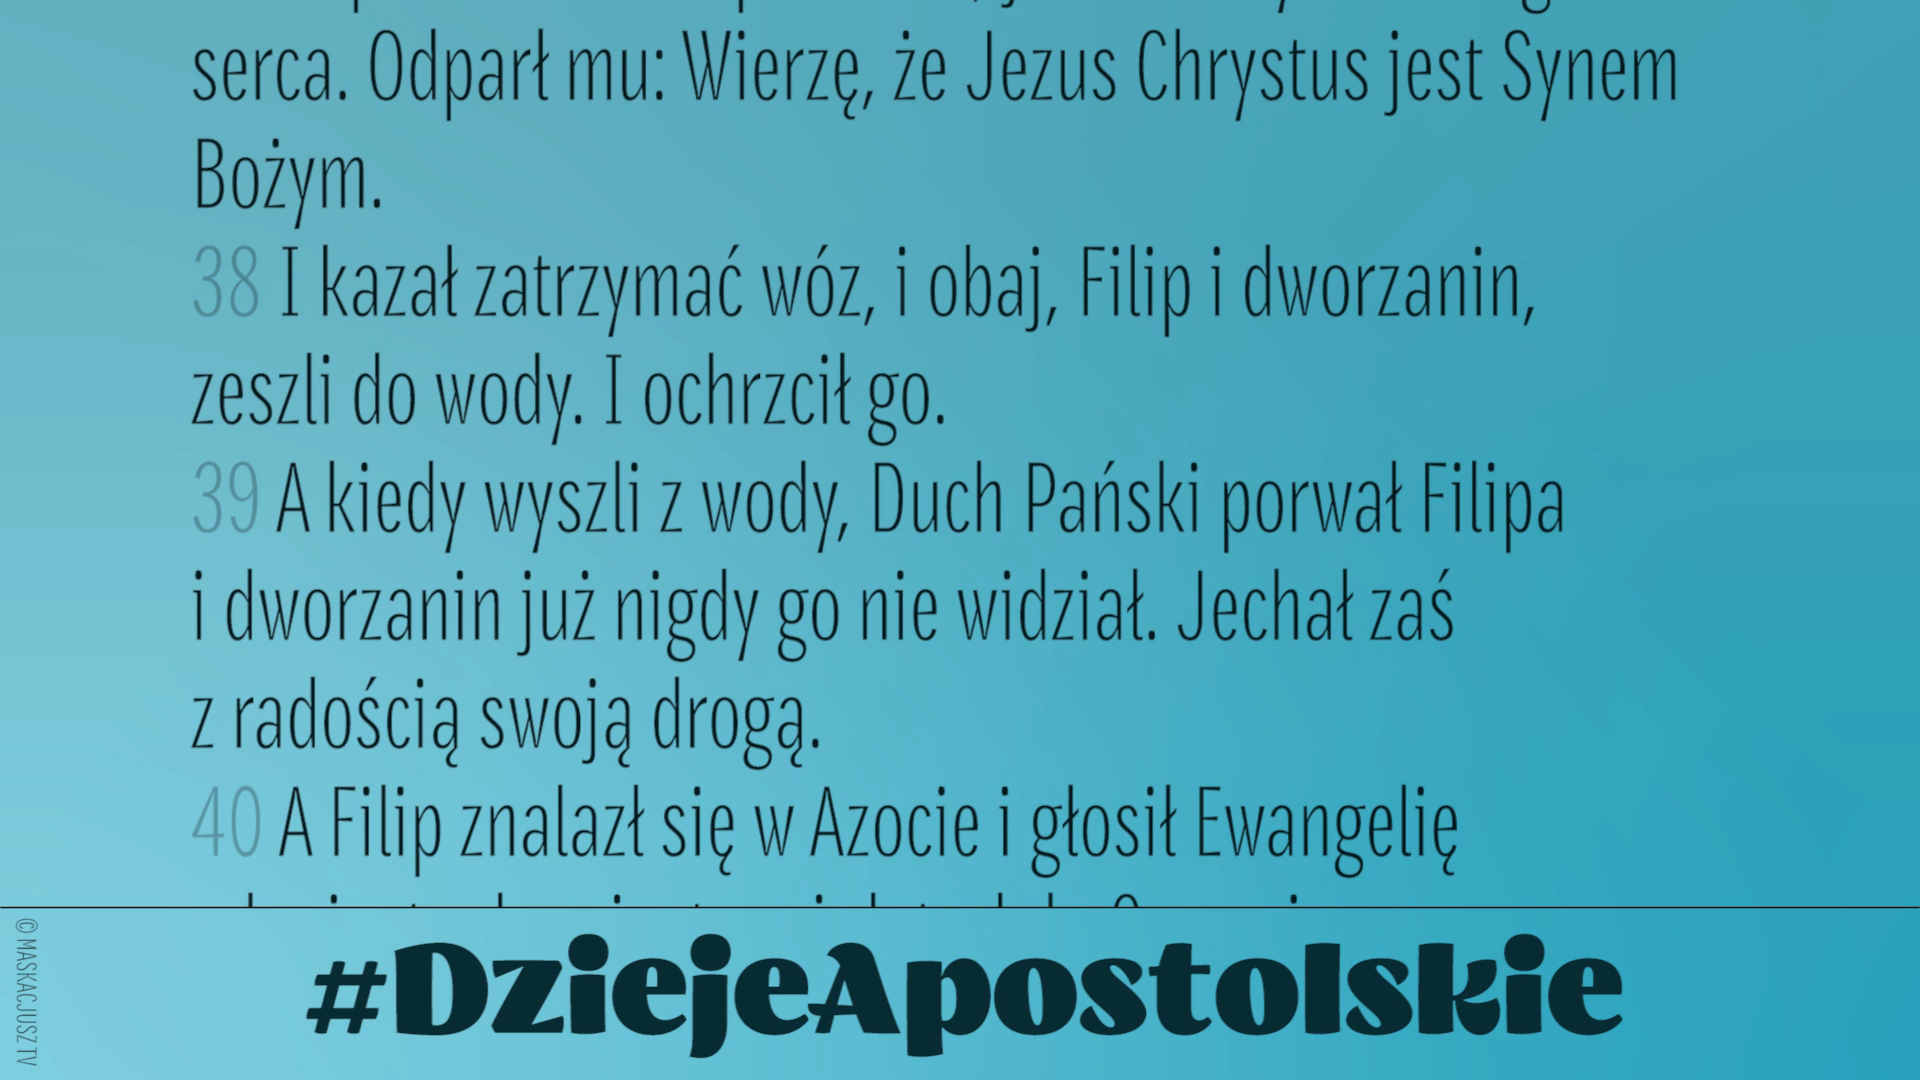 serca. Odparł mu: Wierzę, że Jezus Chrystus jest Synem
Bożym.
38 I kazał zatrzymać wóz, i obaj, Filip i dworzanin,
zeszli do wody. I ochrzcił go.
39 A kiedy wyszli z wody, Duch Pański porwał Filipa
i dworzanin już nigdy go nie widział. Jechał zaś
z radością swoją drogą.
40 A Filip znalazł się w Azocie i głosił Ewangelię
#DziejeApostolskie
© MASKACJUSZ TV